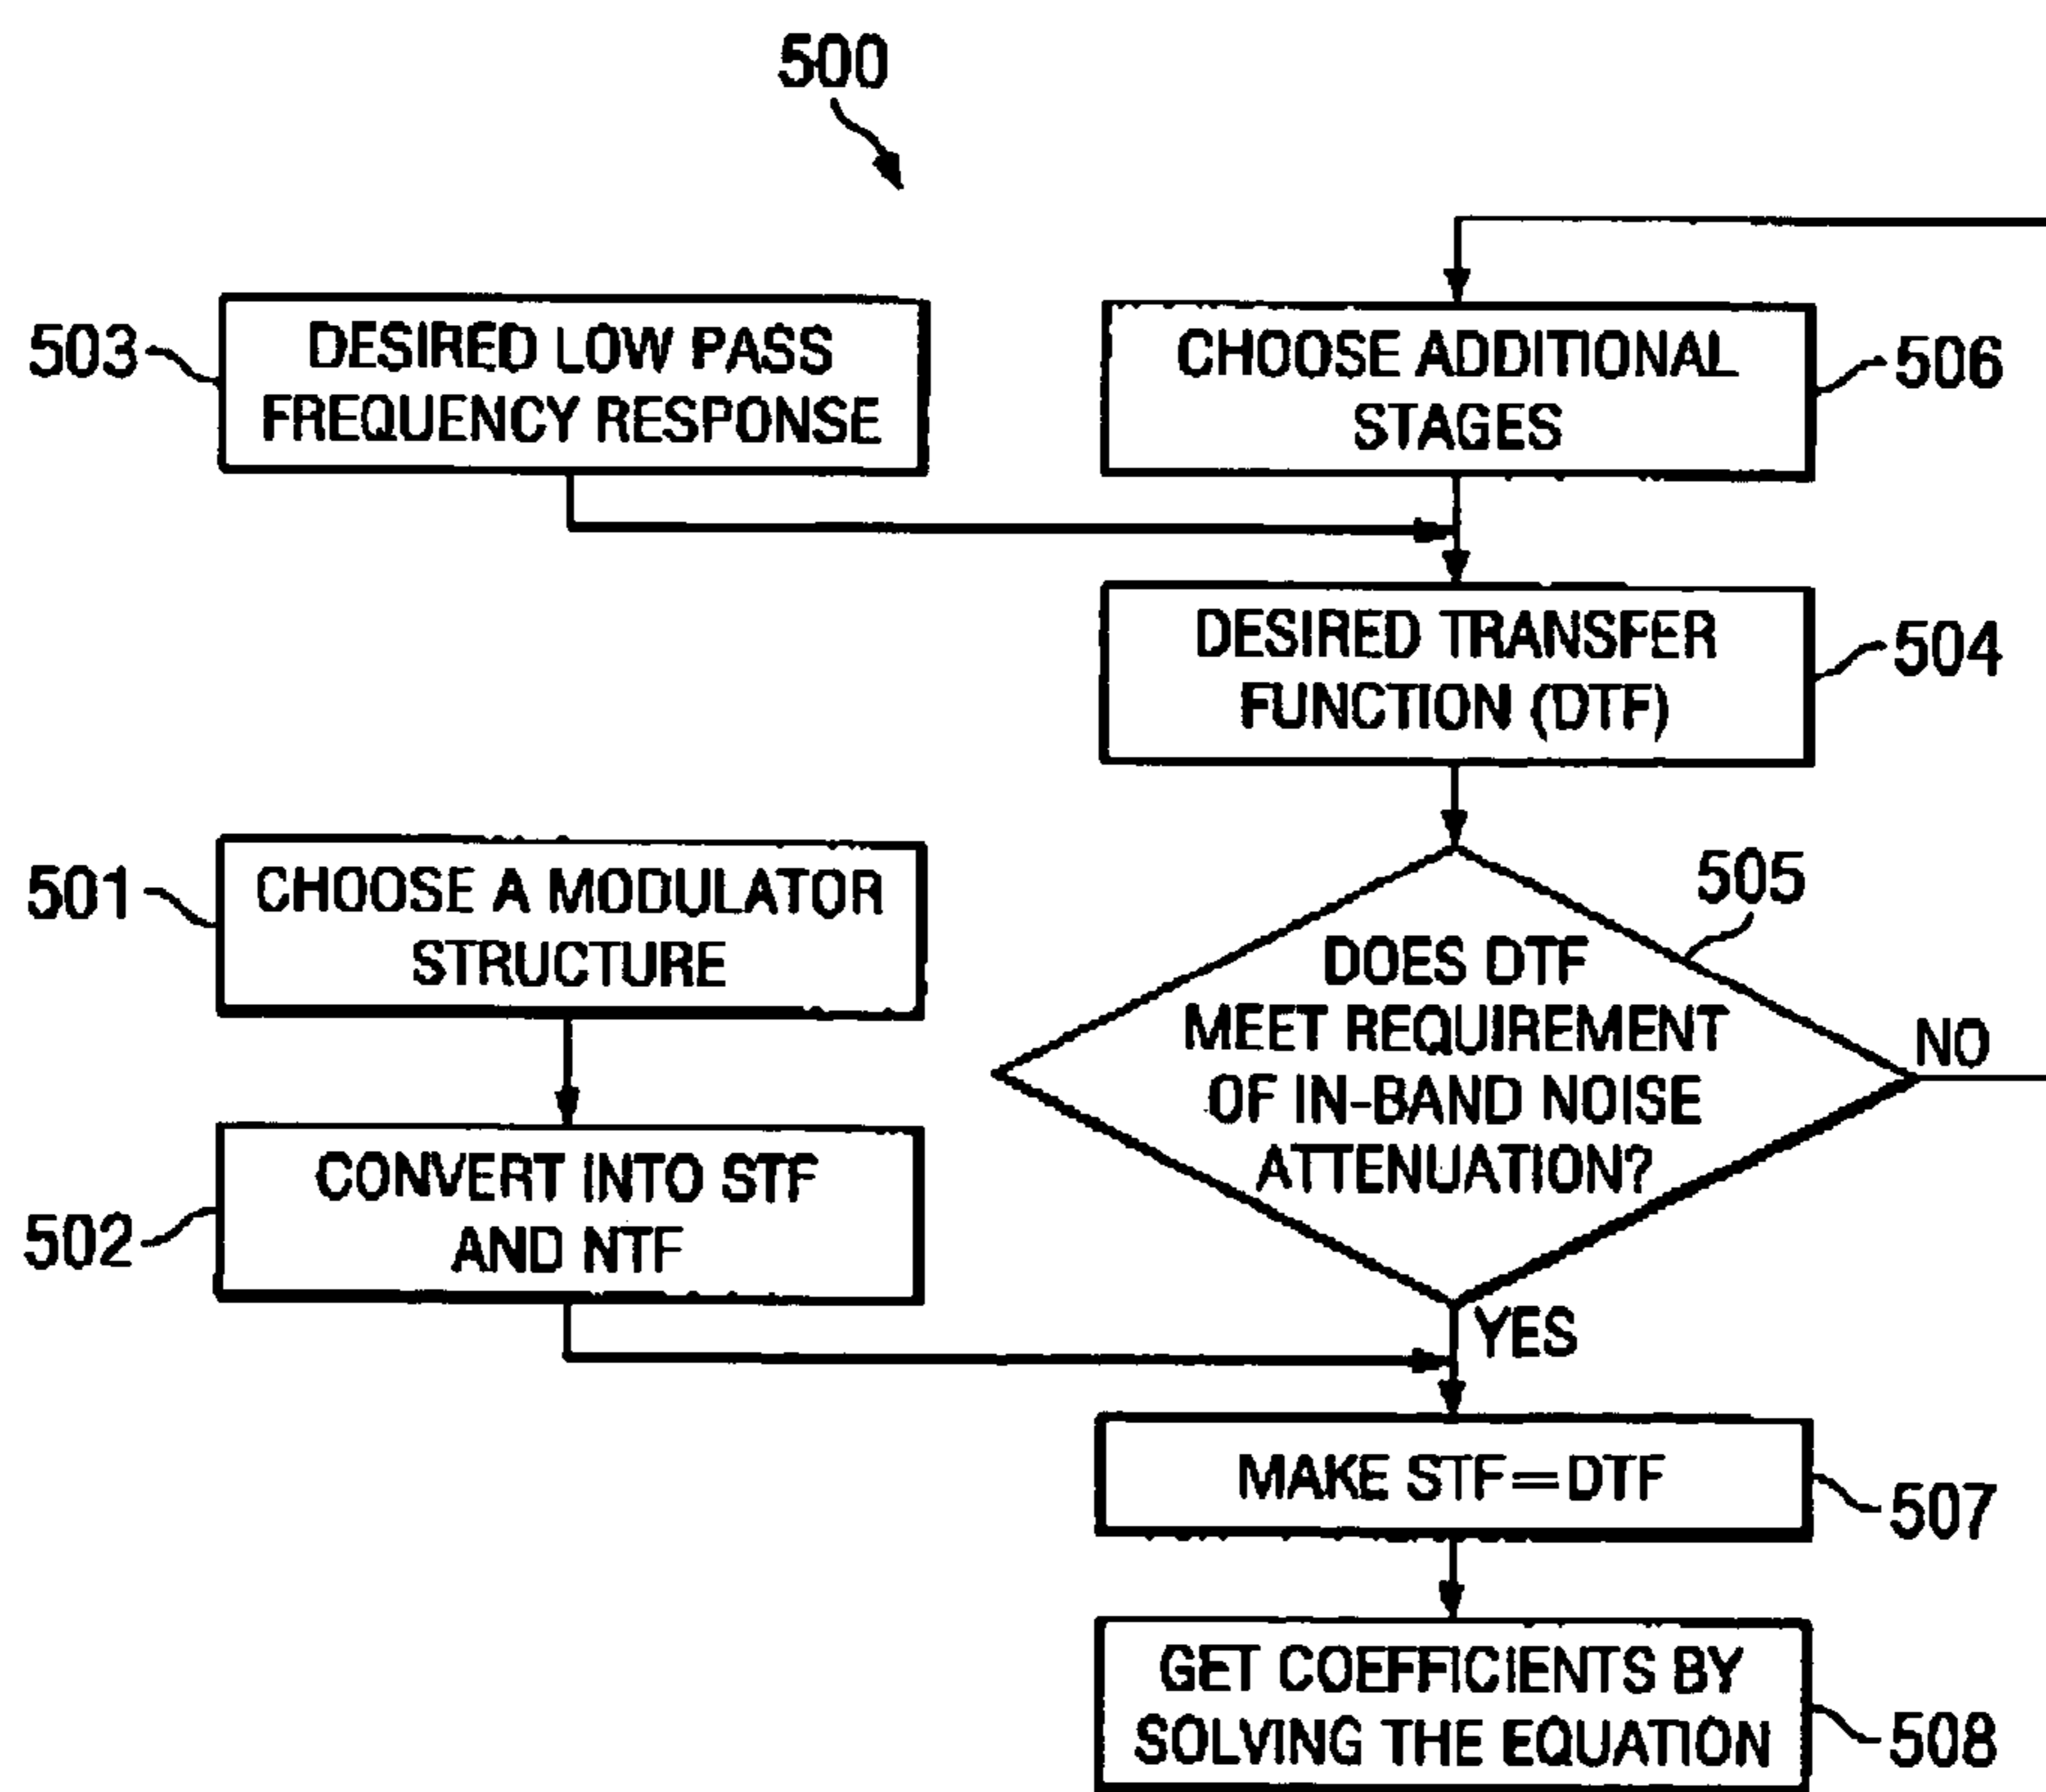 500
503
DESIRED LOW PASS
FREQUENCY RESPONSE
CHOOSE ADDITIONAL
STAGES
506
DESIRED TRANSFER
FUNCTION (DTF)
504
501
CHOOSE A MODULATOR
STRUCTURE
505
DOES DTF
MEET REQUIREMENT
OF IN-BAND NOISE
ATTENUATION?
NO
502
CONVERT INTO STF
AND NTF
YES
MAKE STF=DTF
507
GET COEFFICIENTS BY
SOLVING THE EQUATION
508